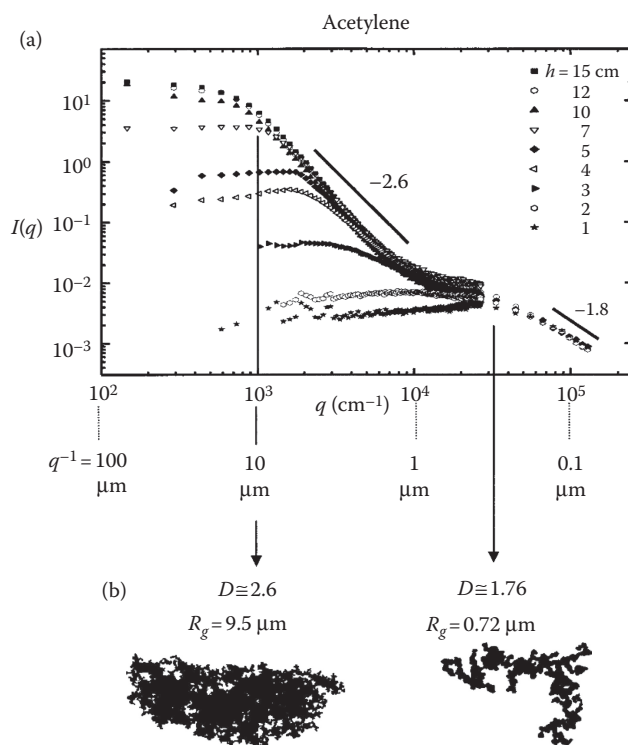 Acetylene
(a)
h = 15 cm
12
10
7
5
4
3
2
1
10¹
10⁰
10⁻¹
10⁻²
10⁻³
I(q)
−2.6
−1.8
10² 10³ 10⁴ 10⁵
q (cm⁻¹)
q⁻¹ = 100 μm
10 μm
1 μm
0.1 μm
(b)
D≅2.6
R_g = 9.5 μm
D≅1.76
R_g = 0.72 μm